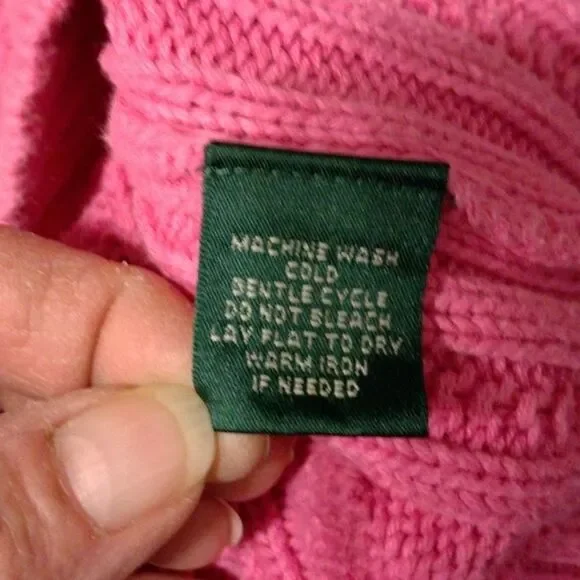 MACHINE WASH
COLD
GENTLE CYCLE
DO NOT BLEACH
LAY FLAT TO DRY
WARM IRON
IF NEEDED